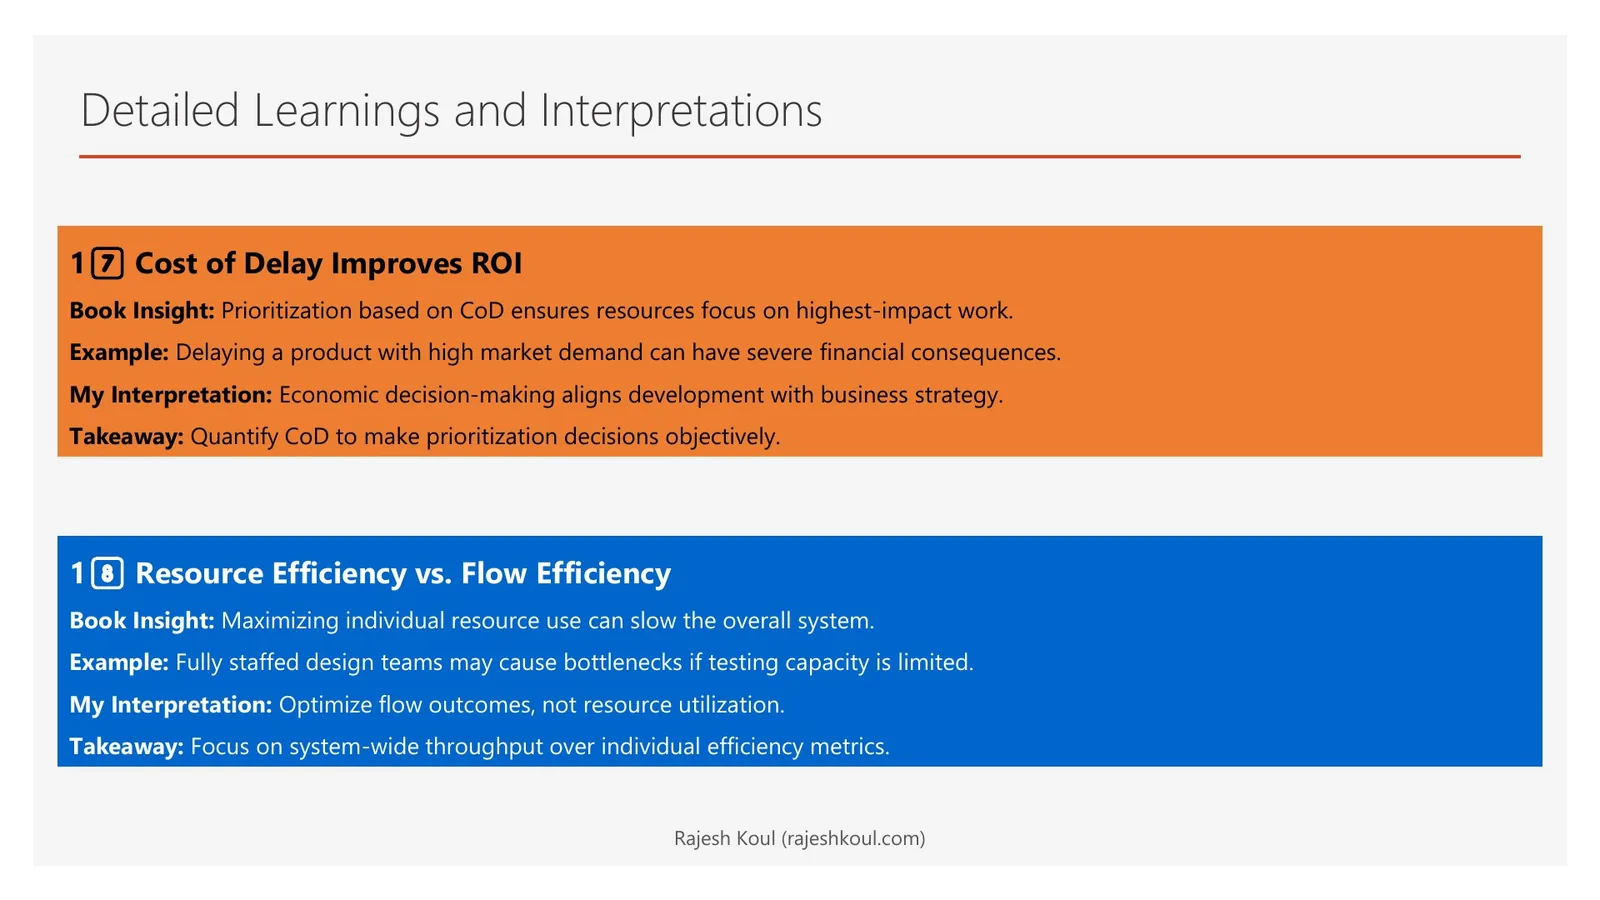 Detailed Learnings and Interpretations
17️⃣ Cost of Delay Improves ROI
Book Insight: Prioritization based on CoD ensures resources focus on highest-impact work.
Example: Delaying a product with high market demand can have severe financial consequences.
My Interpretation: Economic decision-making aligns development with business strategy.
Takeaway: Quantify CoD to make prioritization decisions objectively.
18️⃣ Resource Efficiency vs. Flow Efficiency
Book Insight: Maximizing individual resource use can slow the overall system.
Example: Fully staffed design teams may cause bottlenecks if testing capacity is limited.
My Interpretation: Optimize flow outcomes, not resource utilization.
Takeaway: Focus on system-wide throughput over individual efficiency metrics.
Rajesh Koul (rajeshkoul.com)